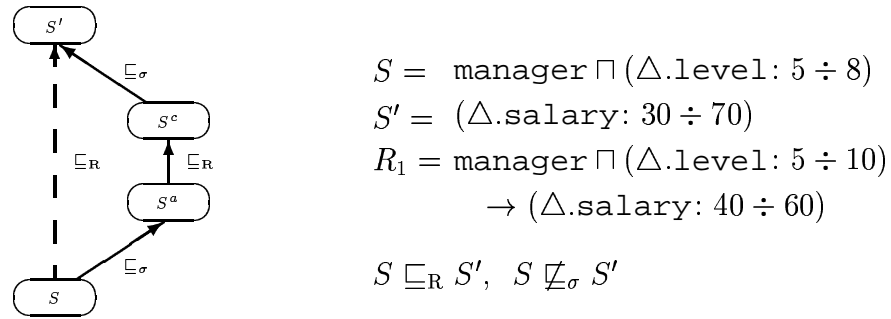 S′
⊑σ
Sᶜ
⊑R
⊑R
Sᵃ
⊑σ
S
S = manager ⊓ (△.level: 5 ÷ 8)
S′ = (△.salary: 30 ÷ 70)
R₁ = manager ⊓ (△.level: 5 ÷ 10)
→ (△.salary: 40 ÷ 60)
S ⊑R S′, S ⋢σ S′